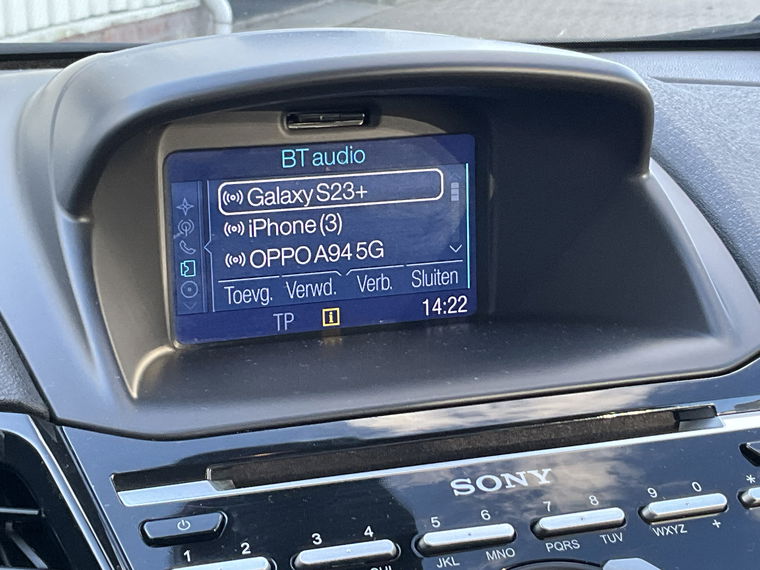 BT audio
Galaxy S23+
iPhone (3)
OPPO A94 5G
Toevg. Verwd. Verb. Sluiten
TP i 14:22
SONY
1 2 3 4 5 6 7 8 9 0 *
JKL MNO PQRS TUV WXYZ +